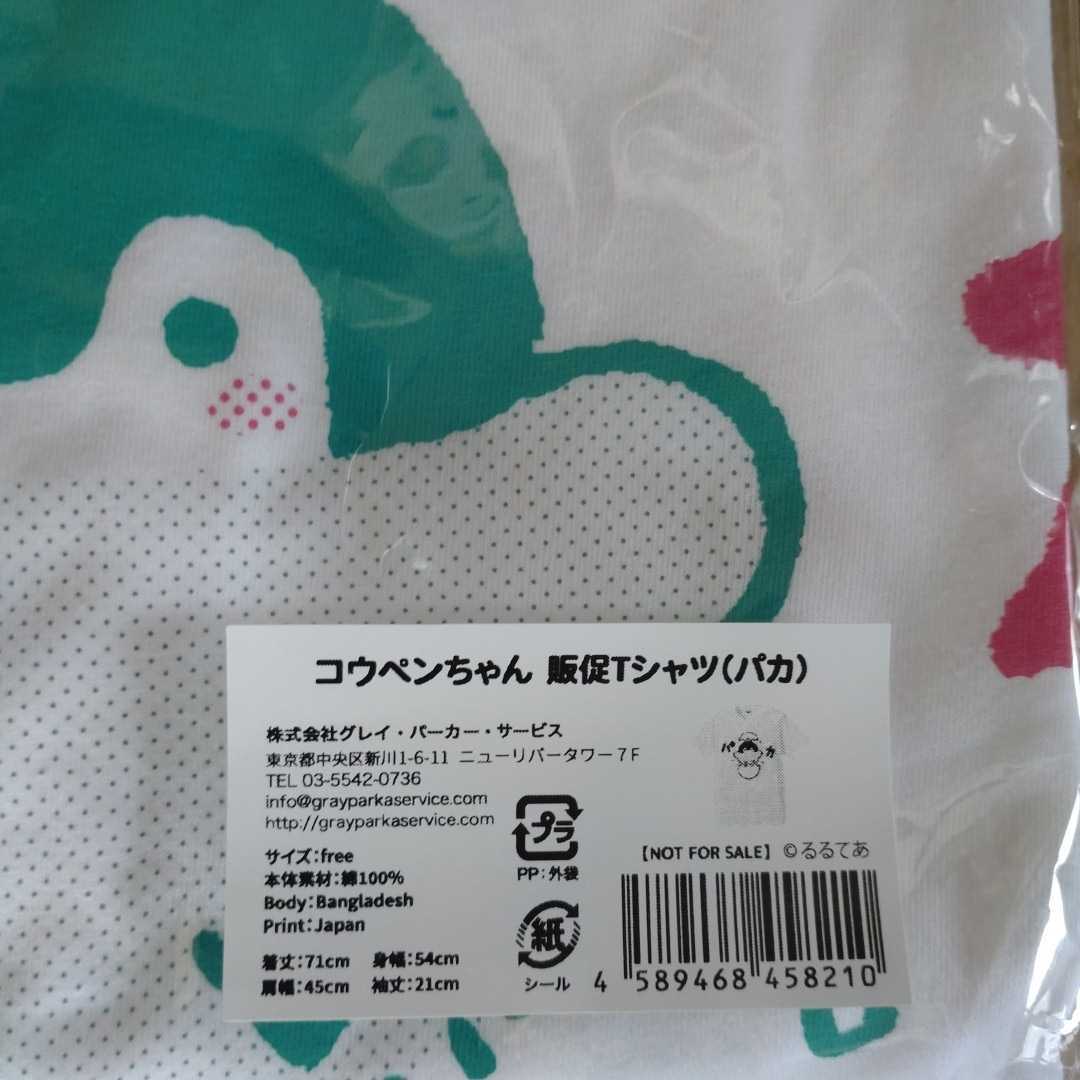 コウペンちゃん 販促Tシャツ(パカ)
株式会社グレイ・パーカー・サービス
東京都中央区新川1-6-11 ニューリバータワー7F
TEL 03-5542-0736
info@grayparkaservice.com
http://grayparkaservice.com
サイズ:free
本体素材:綿100%
Body:Bangladesh
Print:Japan
着丈:71cm 身幅:54cm
肩幅:45cm 袖丈:21cm
プラ
PP:外袋
紙
シール
パ カ
【NOT FOR SALE】 ©るるてあ
4 589468 458210